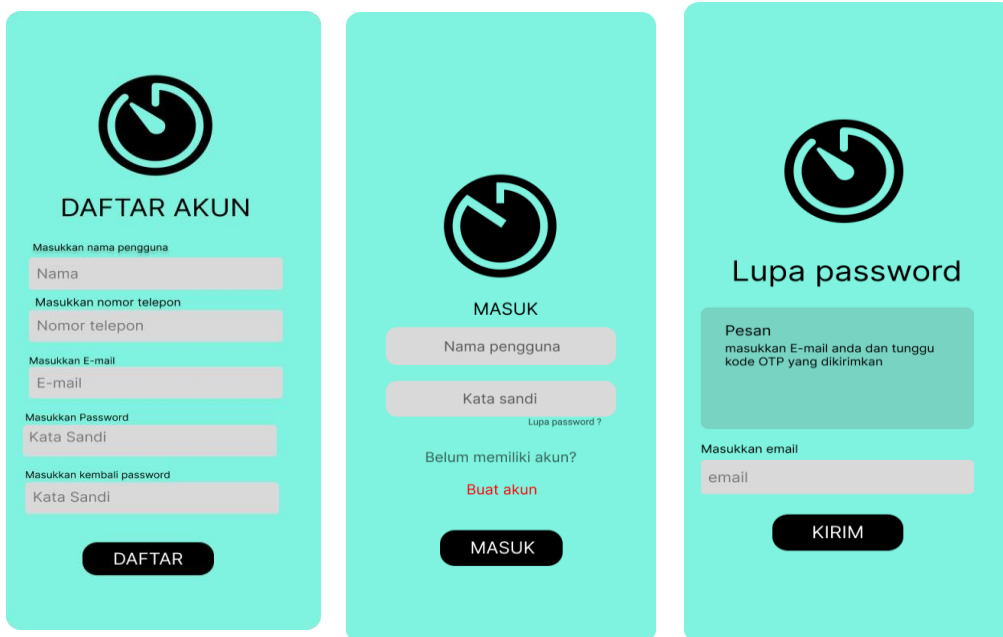 DAFTAR AKUN
Masukkan nama pengguna
Nama
Masukkan nomor telepon
Nomor telepon
Masukkan E-mail
E-mail
Masukkan Password
Kata Sandi
Masukkan kembali password
Kata Sandi
DAFTAR
MASUK
Nama pengguna
Kata sandi
Lupa password ?
Belum memiliki akun?
Buat akun
MASUK
Lupa password
Pesan
masukkan E-mail anda dan tunggu
kode OTP yang dikirimkan
Masukkan email
email
KIRIM